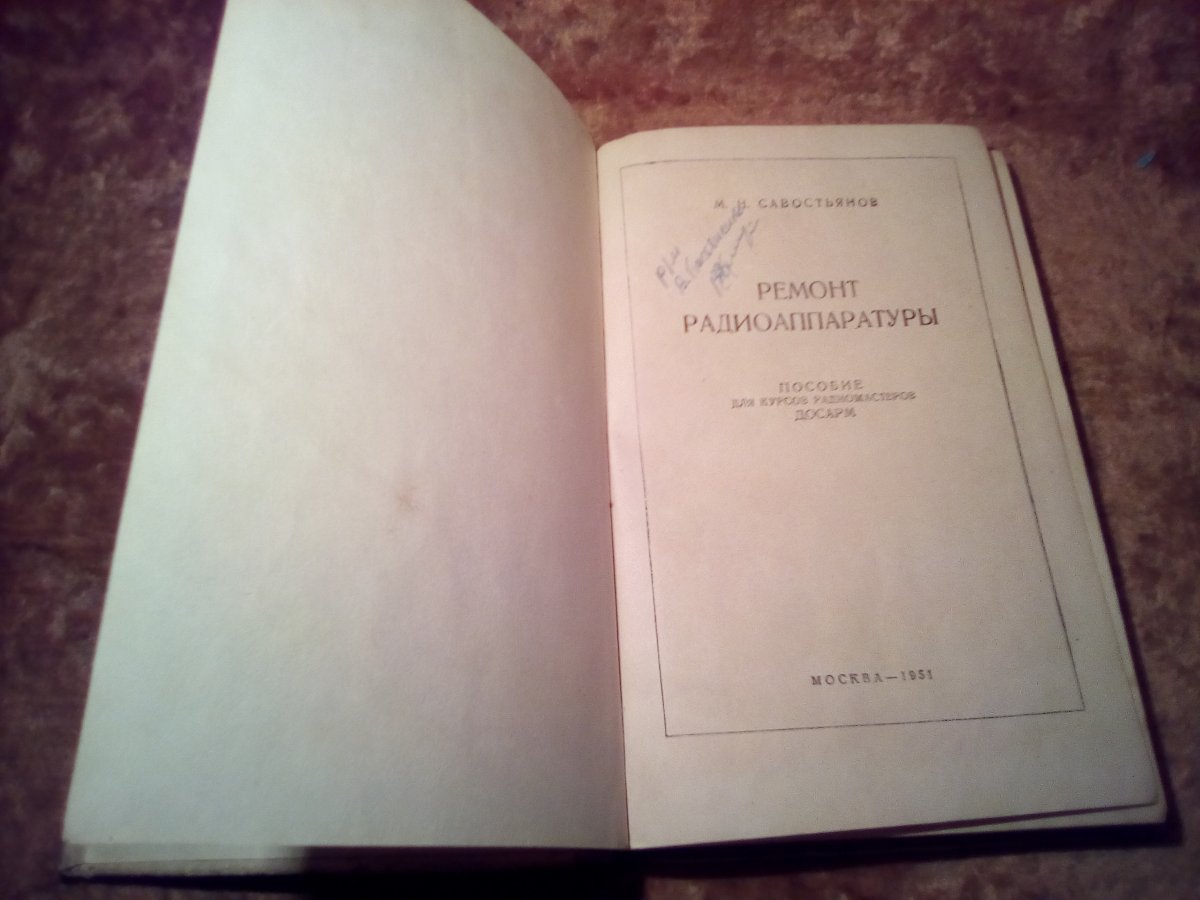 М. И. САВОСТЬЯНОВ
РЕМОНТ
РАДИОАППАРАТУРЫ
ПОСОБИЕ
ДЛЯ КУРСОВ РАДИОМАСТЕРОВ
ДОСАРМ
МОСКВА—1951